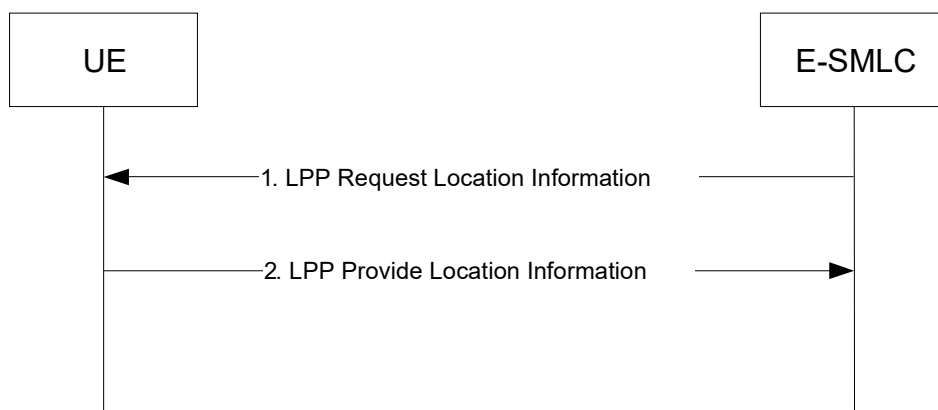 UE
E-SMLC
1. LPP Request Location Information
2. LPP Provide Location Information